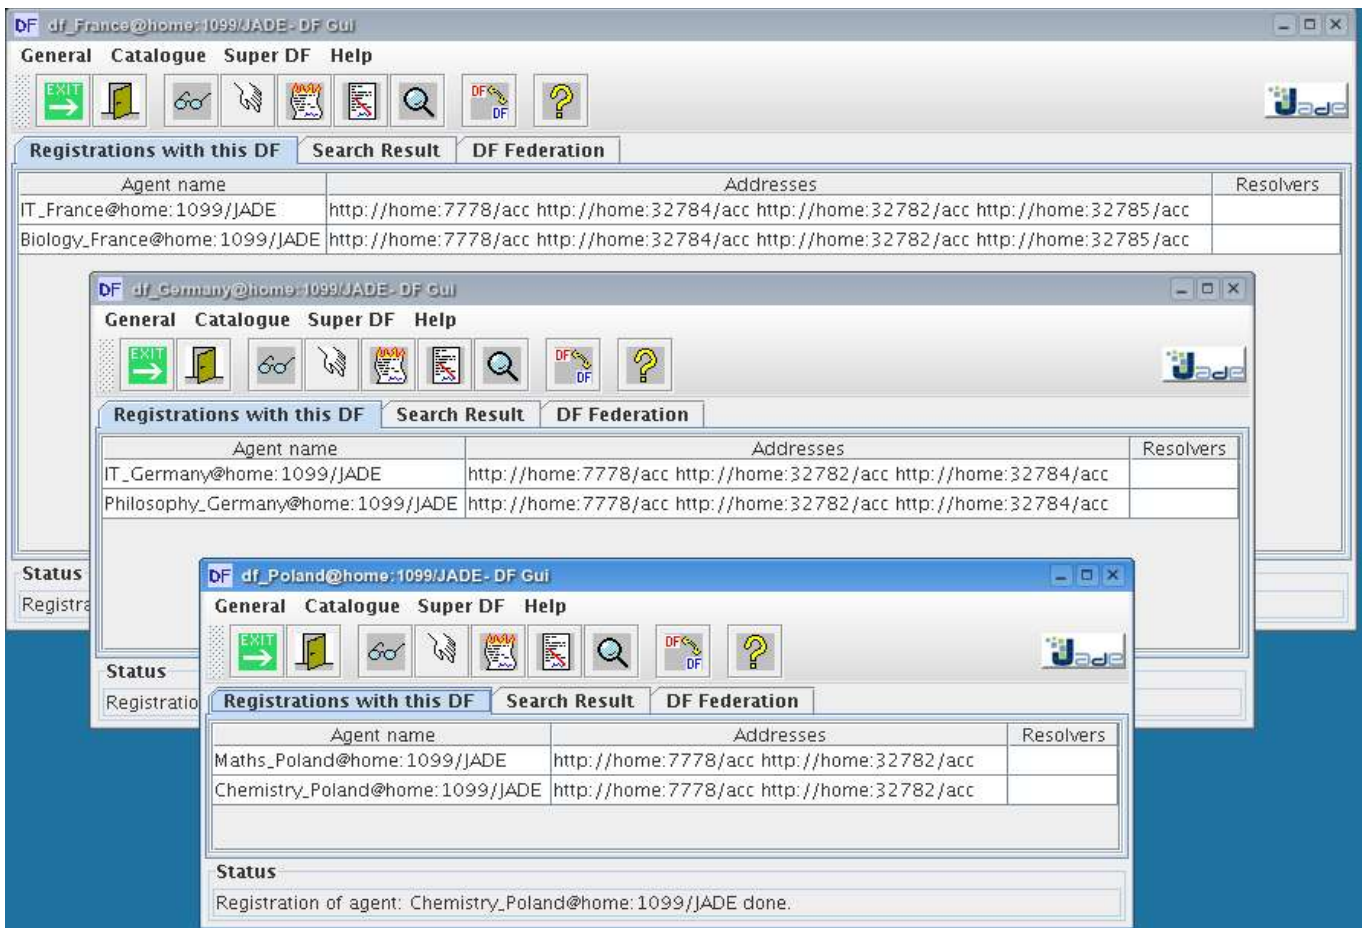 DF df_France@home:1099/JADE - DF Gui
General Catalogue Super DF Help
EXIT DF DF ? Jade
Registrations with this DF Search Result DF Federation
Agent name Addresses Resolvers
IT_France@home:1099/JADE http://home:7778/acc http://home:32784/acc http://home:32782/acc http://home:32785/acc
Biology_France@home:1099/JADE http://home:7778/acc http://home:32784/acc http://home:32782/acc http://home:32785/acc
Status
Registra
DF df_Germany@home:1099/JADE - DF Gui
General Catalogue Super DF Help
EXIT DF DF ? Jade
Registrations with this DF Search Result DF Federation
Agent name Addresses Resolvers
IT_Germany@home:1099/JADE http://home:7778/acc http://home:32782/acc http://home:32784/acc
Philosophy_Germany@home:1099/JADE http://home:7778/acc http://home:32782/acc http://home:32784/acc
Status
Registratio
DF df_Poland@home:1099/JADE - DF Gui
General Catalogue Super DF Help
EXIT DF DF ? Jade
Registrations with this DF Search Result DF Federation
Agent name Addresses Resolvers
Maths_Poland@home:1099/JADE http://home:7778/acc http://home:32782/acc
Chemistry_Poland@home:1099/JADE http://home:7778/acc http://home:32782/acc
Status
Registration of agent: Chemistry_Poland@home:1099/JADE done.